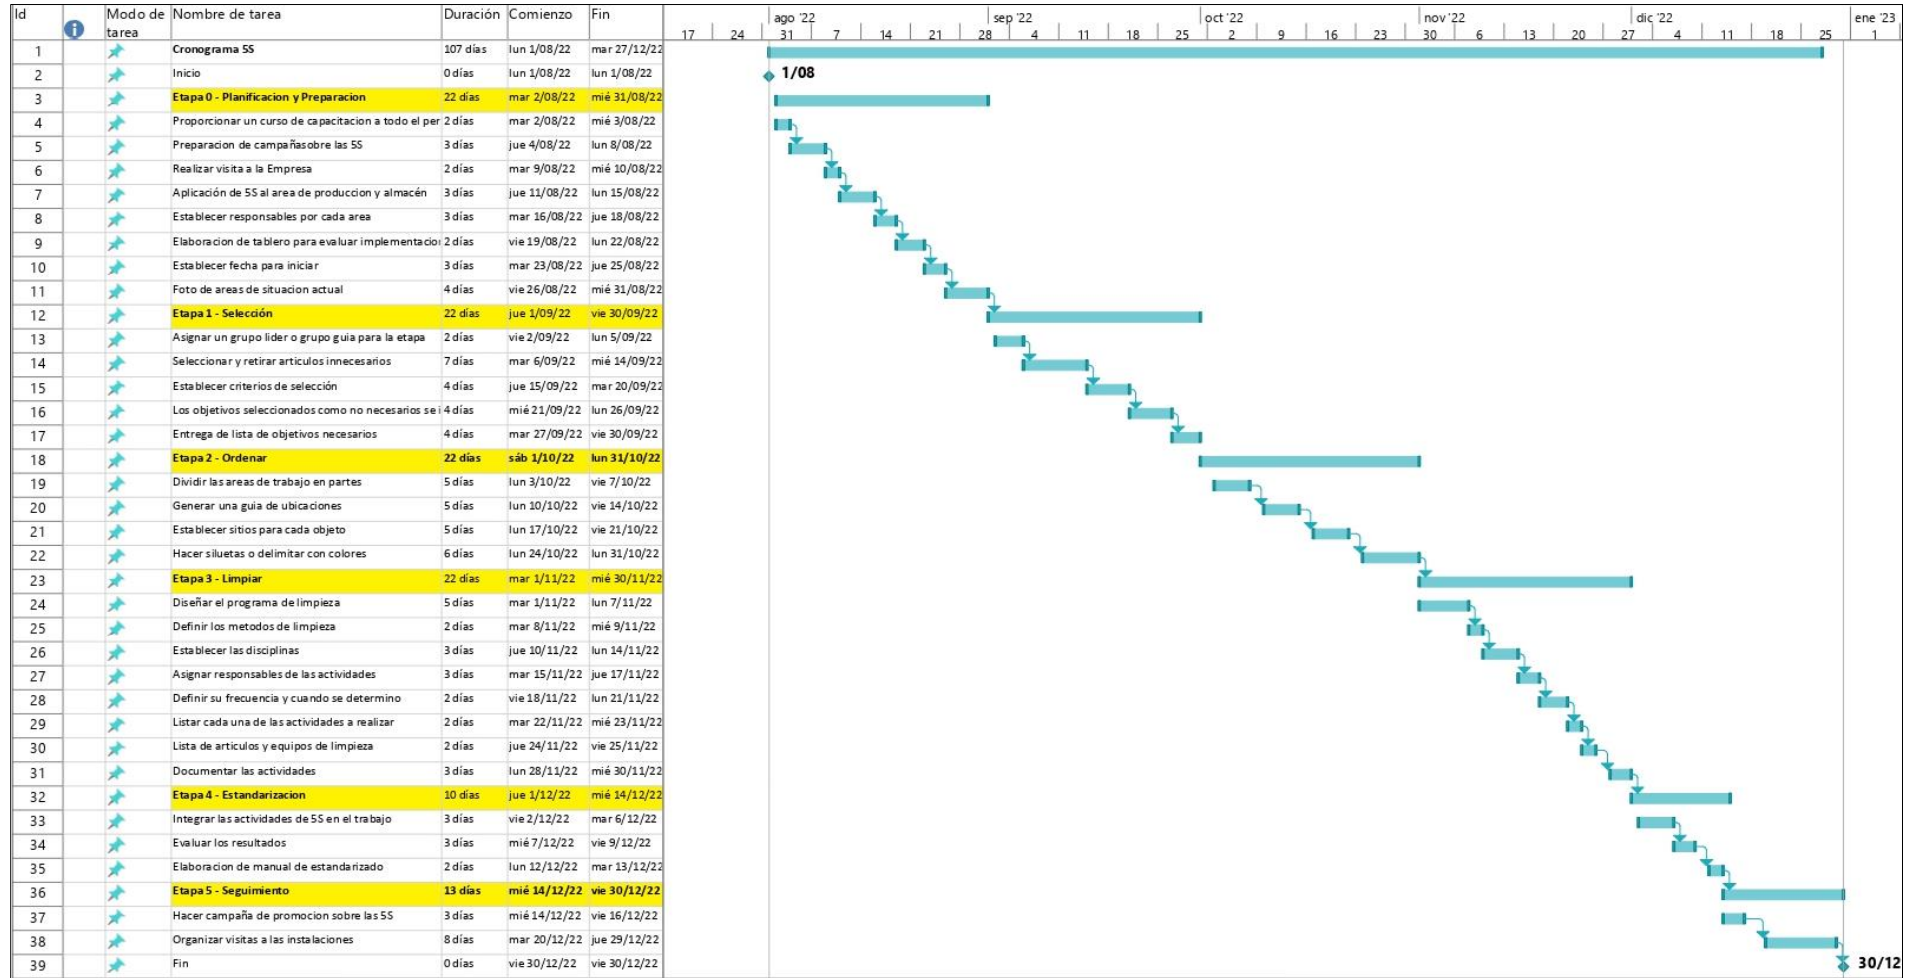 Id Modo de tarea Nombre de tarea Duración Comienzo Fin
ago '22 sep '22 oct '22 nov '22 dic '22 ene '23
17 24 31 7 14 21 28 4 11 18 25 2 9 16 23 30 6 13 20 27 4 11 18 25 1
1 Cronograma 5S 107 días lun 1/08/22 mar 27/12/22
2 Inicio 0 días lun 1/08/22 lun 1/08/22 1/08
3 Etapa 0 - Planificacion y Preparacion 22 días mar 2/08/22 mié 31/08/22
4 Proporcionar un curso de capacitacion a todo el per 2 días mar 2/08/22 mié 3/08/22
5 Preparacion de campañasobre las 5S 3 días jue 4/08/22 lun 8/08/22
6 Realizar visita a la Empresa 2 días mar 9/08/22 mié 10/08/22
7 Aplicación de 5S al area de produccion y almacén 3 días jue 11/08/22 lun 15/08/22
8 Establecer responsables por cada area 3 días mar 16/08/22 jue 18/08/22
9 Elaboracion de tablero para evaluar implementacio 2 días vie 19/08/22 lun 22/08/22
10 Establecer fecha para iniciar 3 días mar 23/08/22 jue 25/08/22
11 Foto de areas de situacion actual 4 días vie 26/08/22 mié 31/08/22
12 Etapa 1 - Selección 22 días jue 1/09/22 vie 30/09/22
13 Asignar un grupo lider o grupo guia para la etapa 2 días vie 2/09/22 lun 5/09/22
14 Seleccionar y retirar articulos innecesarios 7 días mar 6/09/22 mié 14/09/22
15 Establecer criterios de selección 4 días jue 15/09/22 mar 20/09/22
16 Los objetivos seleccionados como no necesarios se i 4 días mié 21/09/22 lun 26/09/22
17 Entrega de lista de objetivos necesarios 4 días mar 27/09/22 vie 30/09/22
18 Etapa 2 - Ordenar 22 días sáb 1/10/22 lun 31/10/22
19 Dividir las areas de trabajo en partes 5 días lun 3/10/22 vie 7/10/22
20 Generar una guia de ubicaciones 5 días lun 10/10/22 vie 14/10/22
21 Establecer sitios para cada objeto 5 días lun 17/10/22 vie 21/10/22
22 Hacer siluetas o delimitar con colores 6 días lun 24/10/22 lun 31/10/22
23 Etapa 3 - Limpiar 22 días mar 1/11/22 mié 30/11/22
24 Diseñar el programa de limpieza 5 días mar 1/11/22 lun 7/11/22
25 Definir los metodos de limpieza 2 días mar 8/11/22 mié 9/11/22
26 Establecer las disciplinas 3 días jue 10/11/22 lun 14/11/22
27 Asignar responsables de las actividades 3 días mar 15/11/22 jue 17/11/22
28 Definir su frecuencia y cuando se determino 2 días vie 18/11/22 lun 21/11/22
29 Listar cada una de las actividades a realizar 2 días mar 22/11/22 mié 23/11/22
30 Lista de articulos y equipos de limpieza 2 días jue 24/11/22 vie 25/11/22
31 Documentar las actividades 3 días lun 28/11/22 mié 30/11/22
32 Etapa 4 - Estandarizacion 10 días jue 1/12/22 mié 14/12/22
33 Integrar las actividades de 5S en el trabajo 3 días vie 2/12/22 mar 6/12/22
34 Evaluar los resultados 3 días mié 7/12/22 vie 9/12/22
35 Elaboracion de manual de estandarizado 2 días lun 12/12/22 mar 13/12/22
36 Etapa 5 - Seguimiento 13 días mié 14/12/22 vie 30/12/22
37 Hacer campaña de promocion sobre las 5S 3 días mié 14/12/22 vie 16/12/22
38 Organizar visitas a las instalaciones 8 días mar 20/12/22 jue 29/12/22
39 Fin 0 días vie 30/12/22 vie 30/12/22 30/12